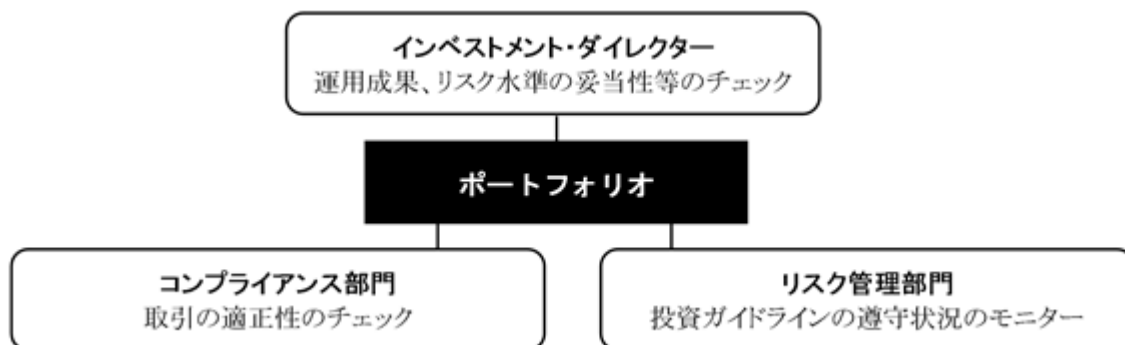 インベストメント・ダイレクター
運用成果、リスク水準の妥当性等のチェック
ポートフォリオ
コンプライアンス部門
取引の適正性のチェック
リスク管理部門
投資ガイドラインの遵守状況のモニター